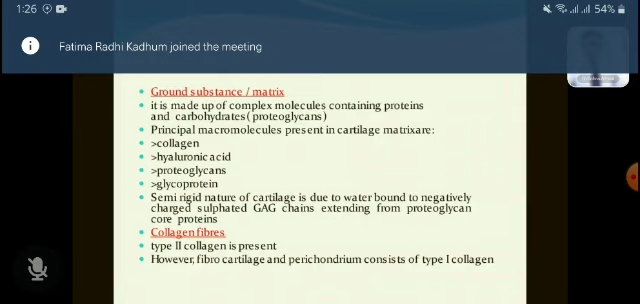 1:26
54%
Fatima Radhi Kadhum joined the meeting
Ground substance / matrix
it is made up of complex molecules containing proteins
and carbohydrates ( proteoglycans )
Principal macromolecules present in cartilage matrixare:
>collagen
>hyaluronic acid
>proteoglycans
>glycoprotein
Semi rigid nature of cartilage is due to water bound to negatively
charged sulphated GAG chains extending from proteoglycan
core proteins
Collagen fibres
type II collagen is present
However, fibro cartilage and perichondrium consists of type I collagen